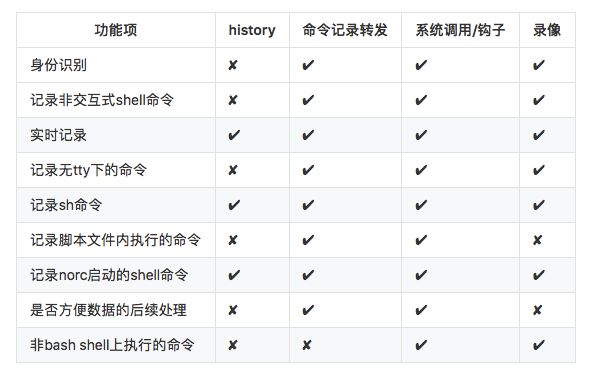 功能项 history 命令记录转发 系统调用/钩子 录像
身份识别 ✘ ✔ ✔ ✔
记录非交互式shell命令 ✘ ✔ ✔ ✔
实时记录 ✔ ✔ ✔ ✔
记录无tty下的命令 ✘ ✔ ✔ ✔
记录sh命令 ✔ ✔ ✔ ✔
记录脚本文件内执行的命令 ✘ ✔ ✔ ✘
记录norc启动的shell命令 ✔ ✔ ✔ ✔
是否方便数据的后续处理 ✘ ✔ ✔ ✘
非bash shell上执行的命令 ✘ ✘ ✔ ✔